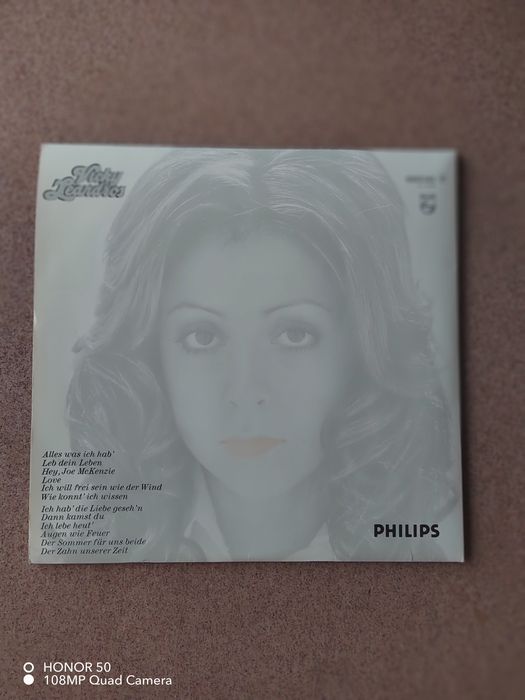 Vicky
Leandros
Alles was ich hab'
Leb dein Leben
Hey, Joe McKenzie
Love
Ich will frei sein wie der Wind
Wie konnt' ich wissen
Ich hab' die Liebe geseh'n
Dann kamst du
Ich lebe heut'
Augen wie Feuer
Der Sommer für uns beide
Der Zahn unserer Zeit
PHILIPS
HONOR 50
108MP Quad Camera